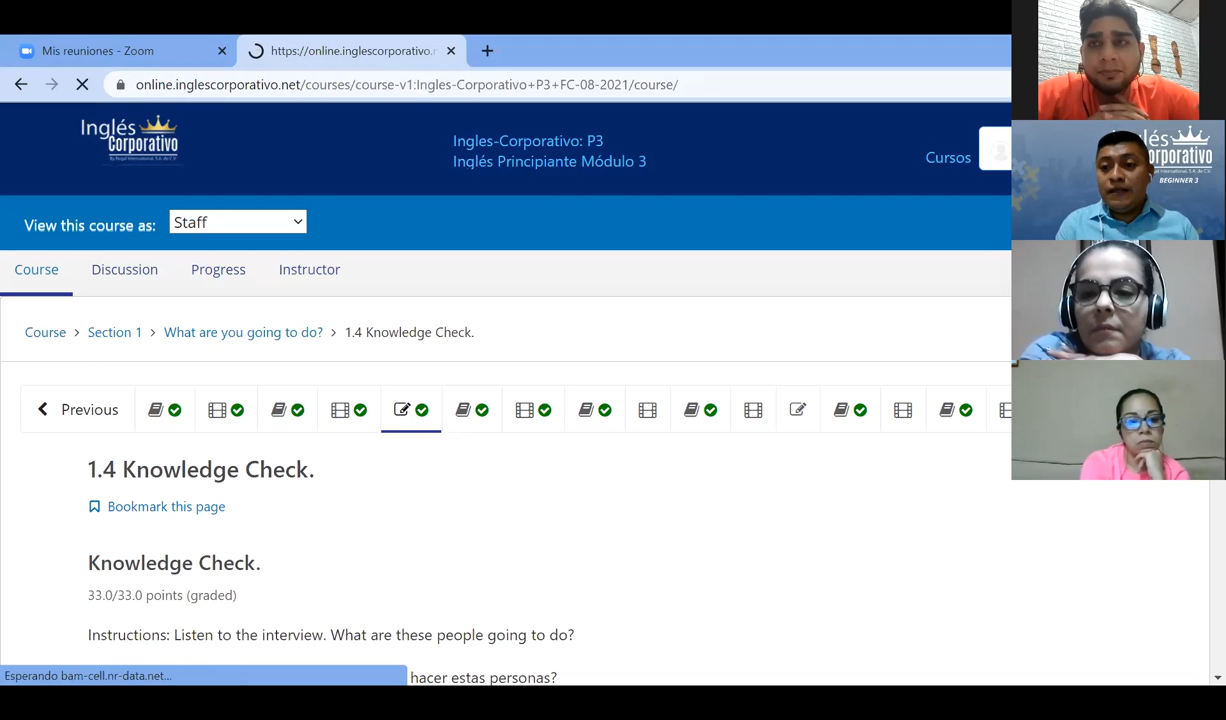 Mis reuniones - Zoom
https://online.inglescorporativo.r
online.inglescorporativo.net/courses/course-v1:Ingles-Corporativo+P3+FC-08-2021/course/
Inglés
Corporativo
Ingles-Corporativo: P3
Inglés Principiante Módulo 3
Cursos
View this course as:
Staff
Course
Discussion
Progress
Instructor
Course > Section 1 > What are you going to do? > 1.4 Knowledge Check.
Previous
1.4 Knowledge Check.
Bookmark this page
Knowledge Check.
33.0/33.0 points (graded)
Instructions: Listen to the interview. What are these people going to do?
hacer estas personas?
Esperando bam-cell.nr-data.net...
Inglés
orporativo
BEGINNER 3